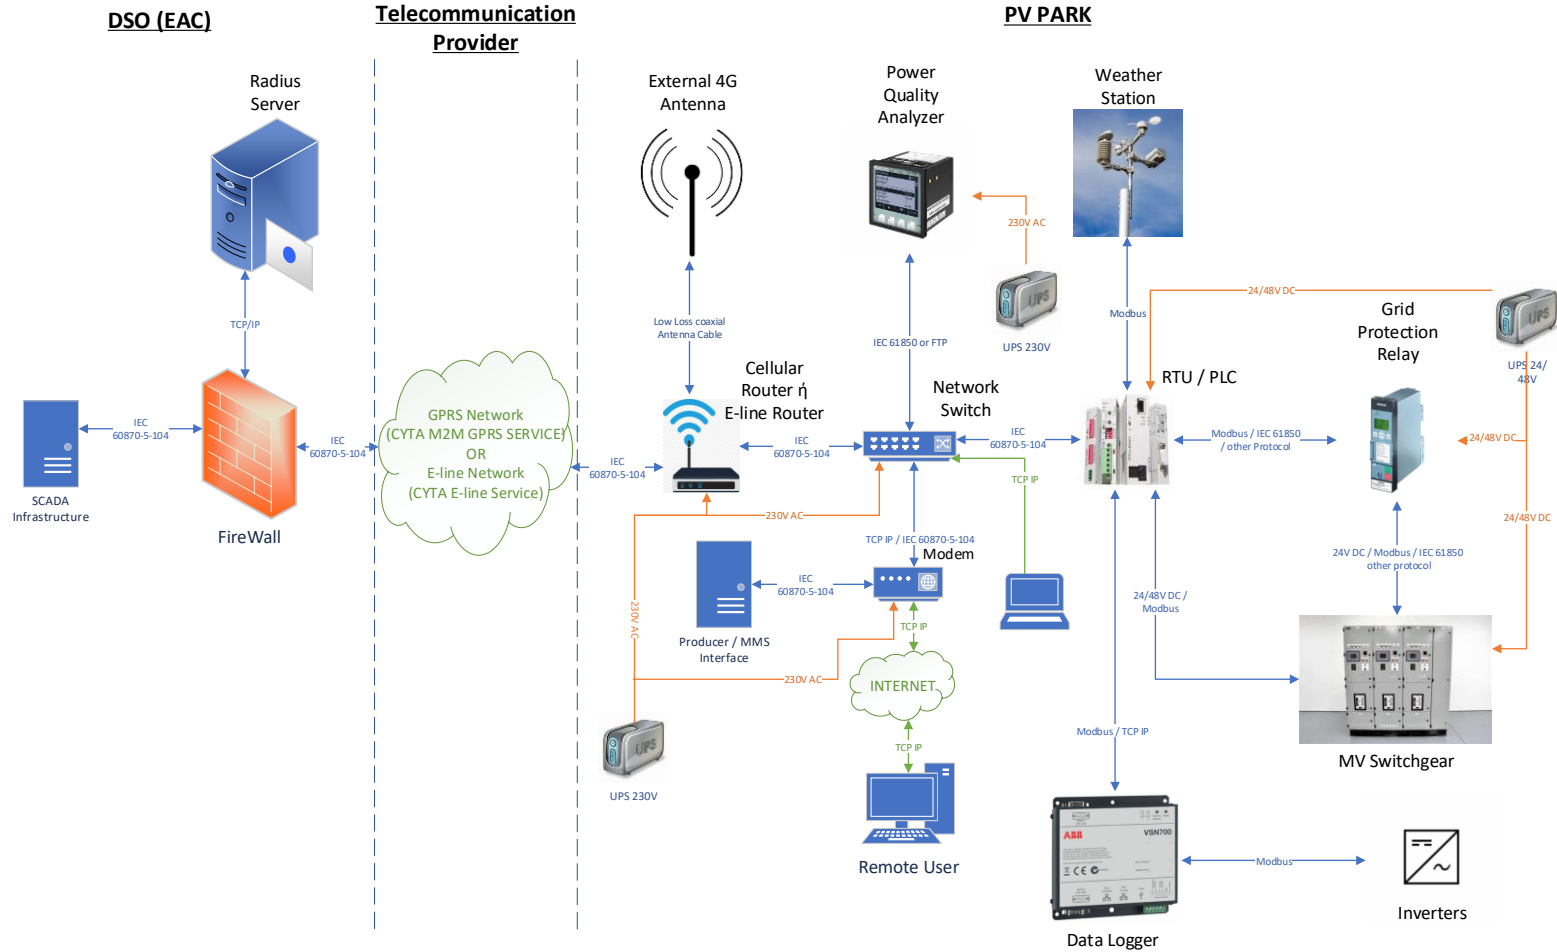 DSO (EAC)
Telecommunication
Provider
PV PARK
Radius
Server
External 4G
Antenna
Power
Quality
Analyzer
Weather
Station
230V AC
24/48V DC
UPS
UPS 230V
Modbus
Grid
Protection
Relay
UPS
UPS 24/
48V
TCP/IP
Low Loss coaxial
Antenna Cable
IEC 61850 or FTP
Cellular
Router ή
E-line Router
Network
Switch
RTU / PLC
GPRS Network
(CYTA M2M GPRS SERVICE)
OR
E-line Network
(CYTA E-line Service)
IEC
60870-5-104
IEC
60870-5-104
IEC
60870-5-104
IEC
60870-5-104
IEC
60870-5-104
Modbus / IEC 61850
/ other Protocol
24/48V DC
SCADA
Infrastructure
FireWall
TCP IP
230V AC
24/48V DC
TCP IP / IEC 60870-5-104
Modem
24V DC / Modbus / IEC 61850
other protocol
IEC
60870-5-104
24/48V DC /
Modbus
230V AC
TCP IP
Producer / MMS
Interface
230V AC
INTERNET
UPS
UPS 230V
TCP IP
Modbus / TCP IP
MV Switchgear
Remote User
ABB
VSN700
Modbus
Inverters
Data Logger